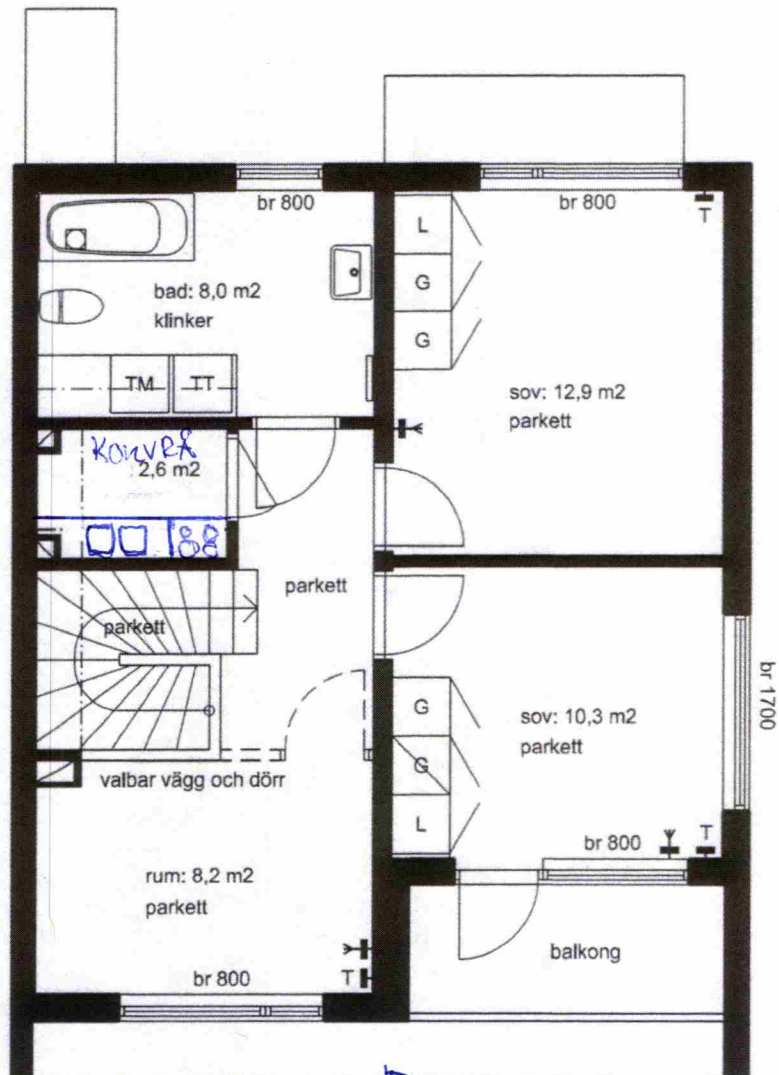 br 800
br 800
T
L
G
G
bad: 8,0 m2
klinker
TM
TT
sov: 12,9 m2
parkett
KOKVRÅ
2,6 m2
parkett
parkett
br 1700
G
G
L
sov: 10,3 m2
parkett
valbar vägg och dörr
br 800
T
rum: 8,2 m2
parkett
balkong
br 800
T